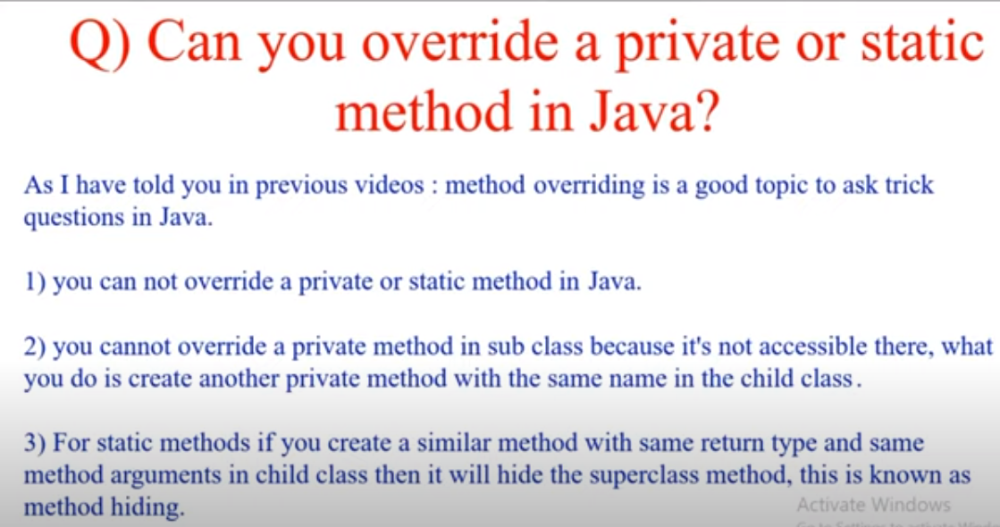 Q) Can you override a private or static
method in Java?
As I have told you in previous videos : method overriding is a good topic to ask trick
questions in Java.
1) you can not override a private or static method in Java.
2) you cannot override a private method in sub class because it's not accessible there, what
you do is create another private method with the same name in the child class.
3) For static methods if you create a similar method with same return type and same
method arguments in child class then it will hide the superclass method, this is known as
method hiding.
Activate Windows